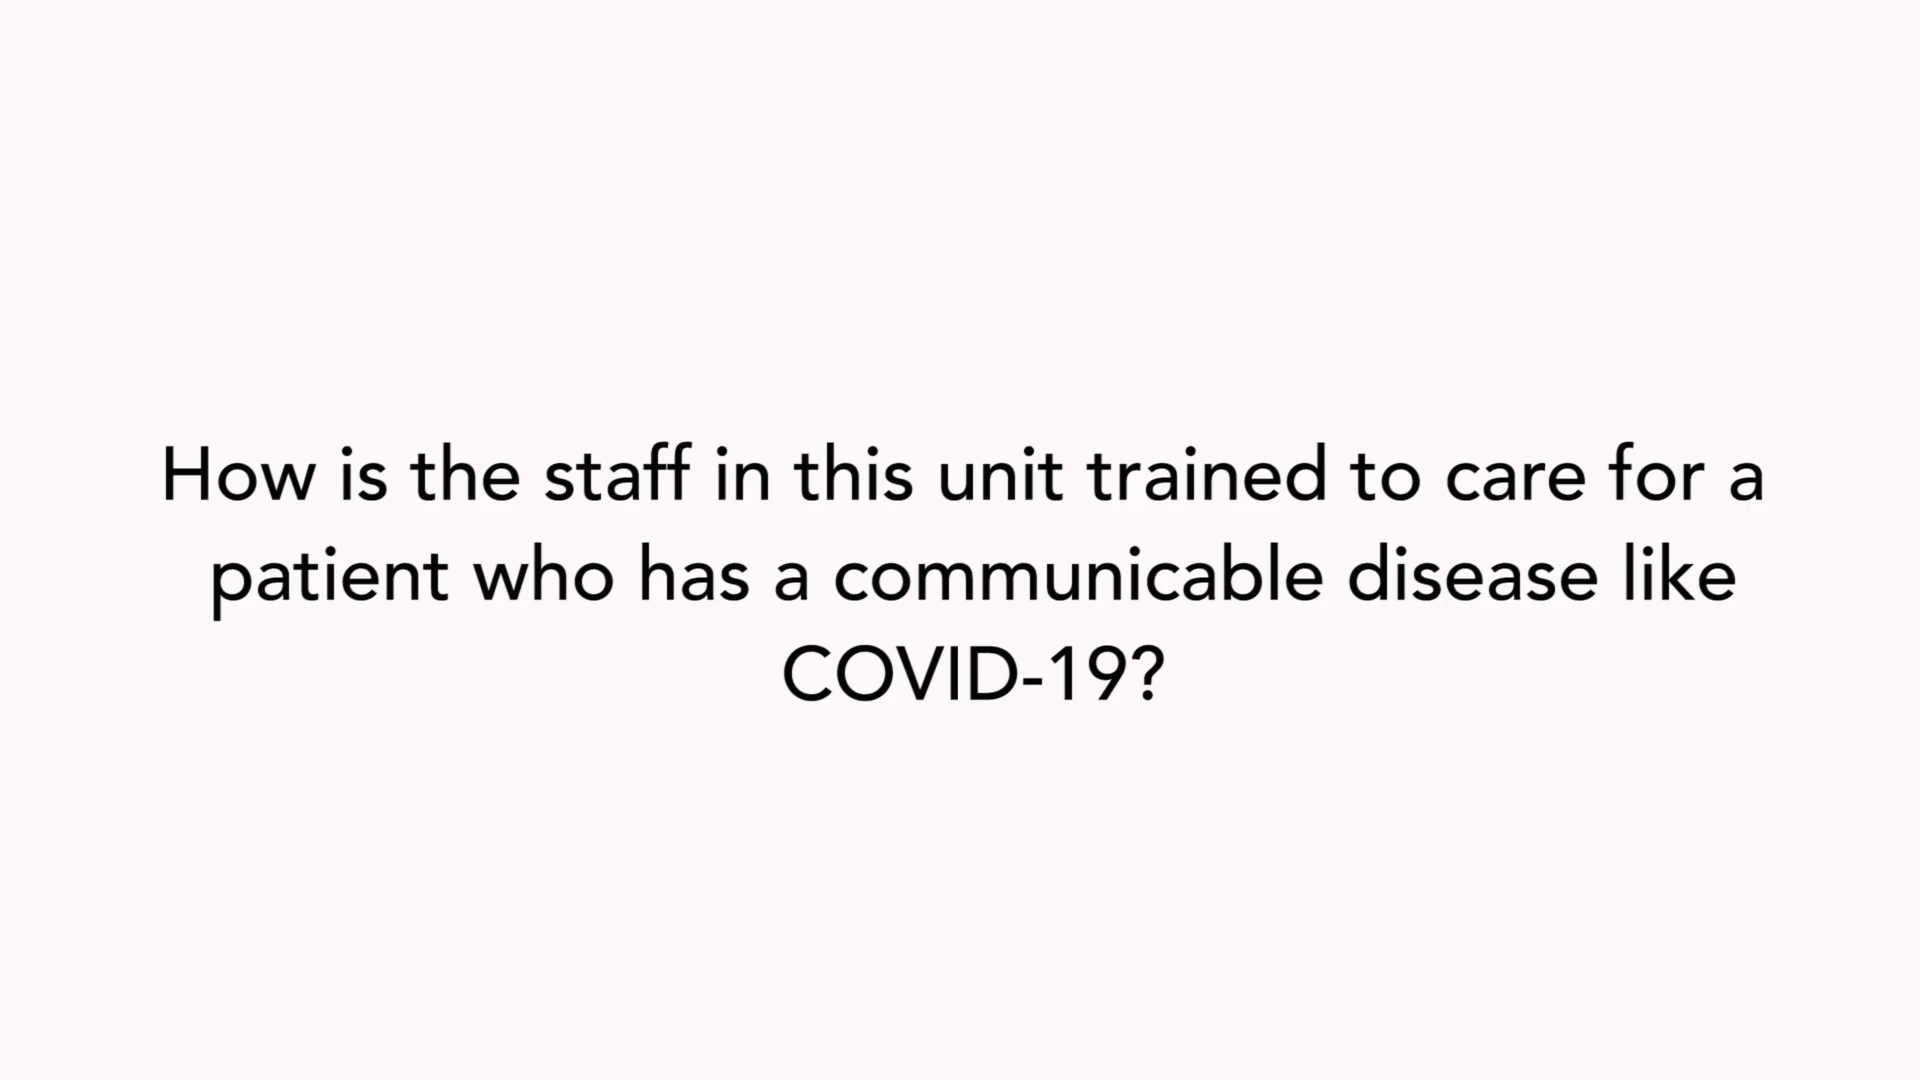 How is the staff in this unit trained to care for a
patient who has a communicable disease like
COVID-19?